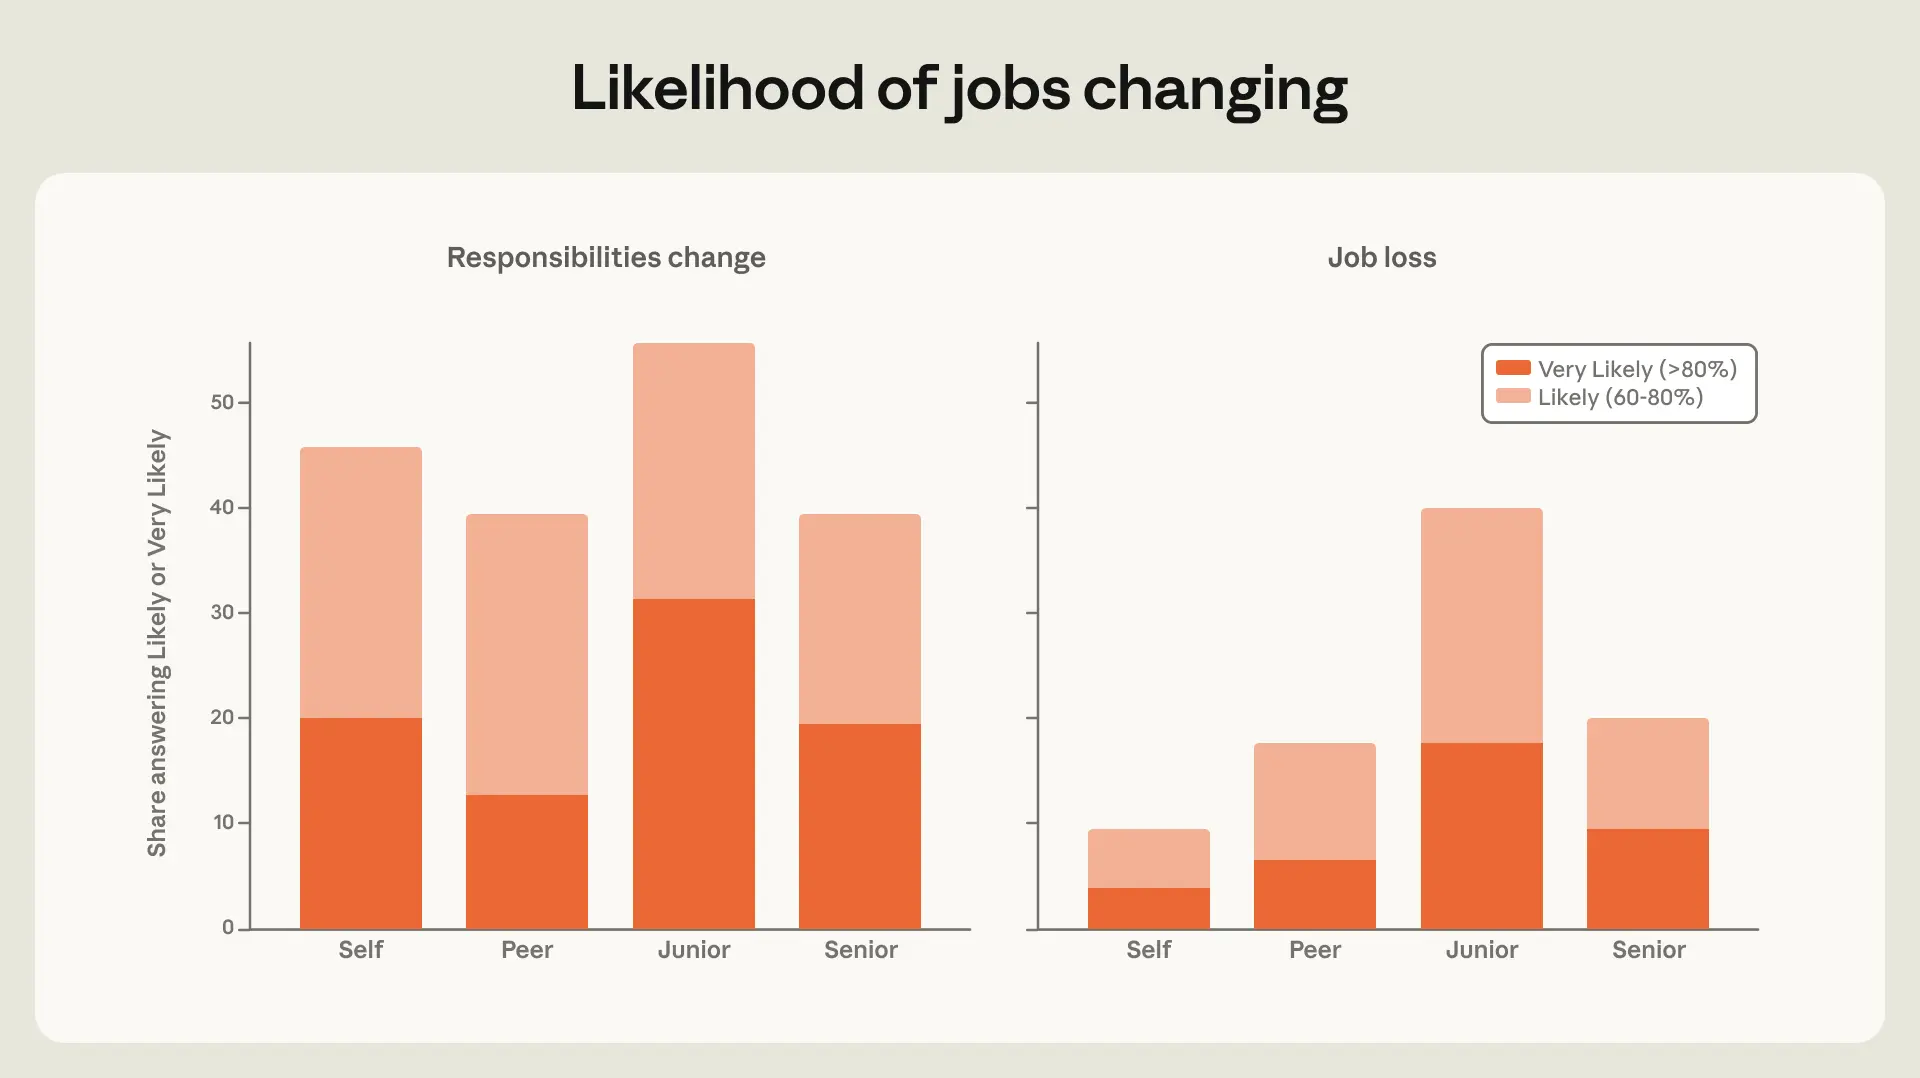 Likelihood of jobs changing
Responsibilities change
Share answering Likely or Very Likely
50
40
30
20
10
0
Self
Peer
Junior
Senior
Job loss
Very Likely (>80%)
Likely (60-80%)
Self
Peer
Junior
Senior